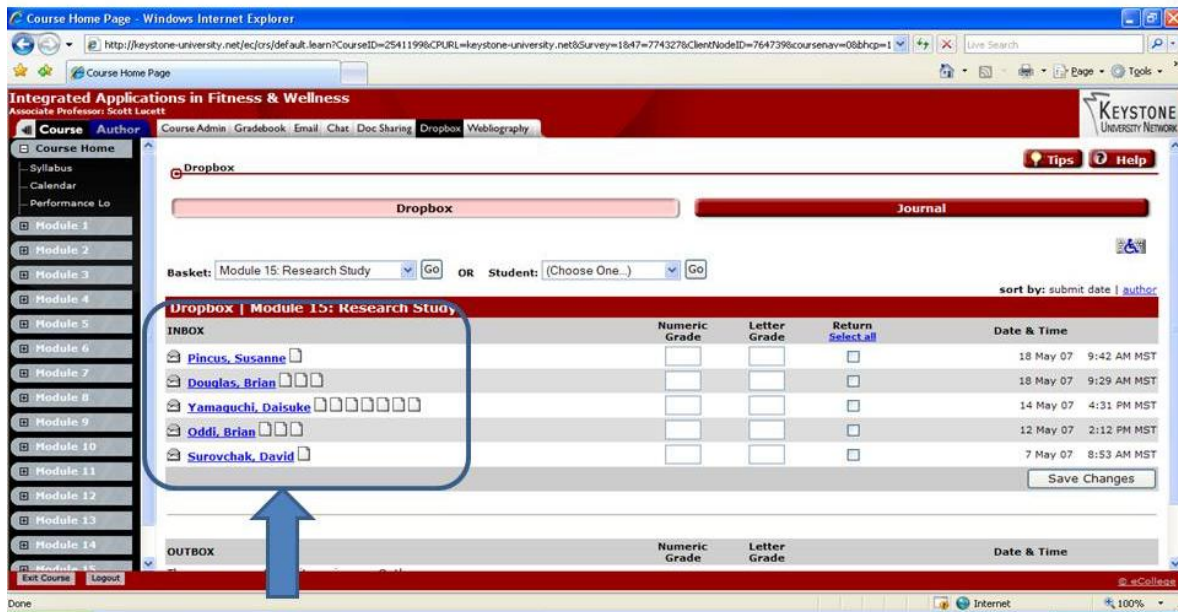 Course Home Page - Windows Internet Explorer
http://keystone-university.net/ec/crs/default.learn?CourseID=2541199&CPURL=keystone-university.net&Survey=1&47=7743278&ClientNodeID=764739&coursenav=0&bhcp=1
Live Search
Course Home Page
Page Tools
Integrated Applications in Fitness & Wellness
Associate Professor: Scott Lucett
KEYSTONE
UNIVERSITY NETWORK
Course Author Course Admin Gradebook Email Chat Doc Sharing Dropbox Webliography
Course Home
Syllabus
Calendar
Performance Lo
Module 1
Module 2
Module 3
Module 4
Module 5
Module 6
Module 7
Module 8
Module 9
Module 10
Module 11
Module 12
Module 13
Module 14
Module 15
Exit Course Logout
Tips Help
Dropbox
Dropbox Journal
Basket: Module 15: Research Study Go OR Student: (Choose One...) Go
sort by: submit date | author
Dropbox | Module 15: Research Study
INBOX Numeric Grade Letter Grade Return Select all Date & Time
Pincus, Susanne 18 May 07 9:42 AM MST
Douglas, Brian 18 May 07 9:29 AM MST
Yamaguchi, Daisuke 14 May 07 4:31 PM MST
Oddi, Brian 12 May 07 2:12 PM MST
Surovchak, David 7 May 07 8:53 AM MST
Save Changes
OUTBOX Numeric Grade Letter Grade Date & Time
© eCollege
Done Internet 100%